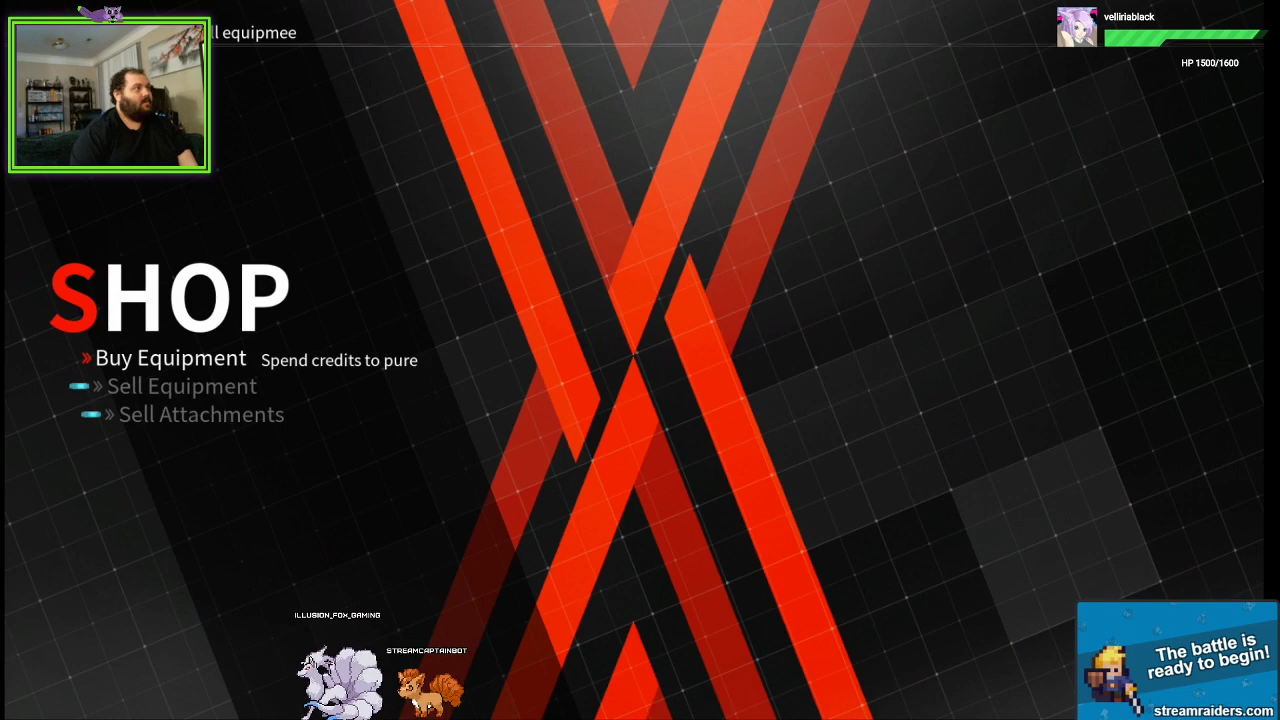 ll equipmee
velliriablack
HP 1500/1600
SHOP
Buy Equipment Spend credits to pure
Sell Equipment
Sell Attachments
ILLUSION_FOX_GAMING
STREAMCAPTAINBOT
The battle is
ready to begin!
streamraiders.com